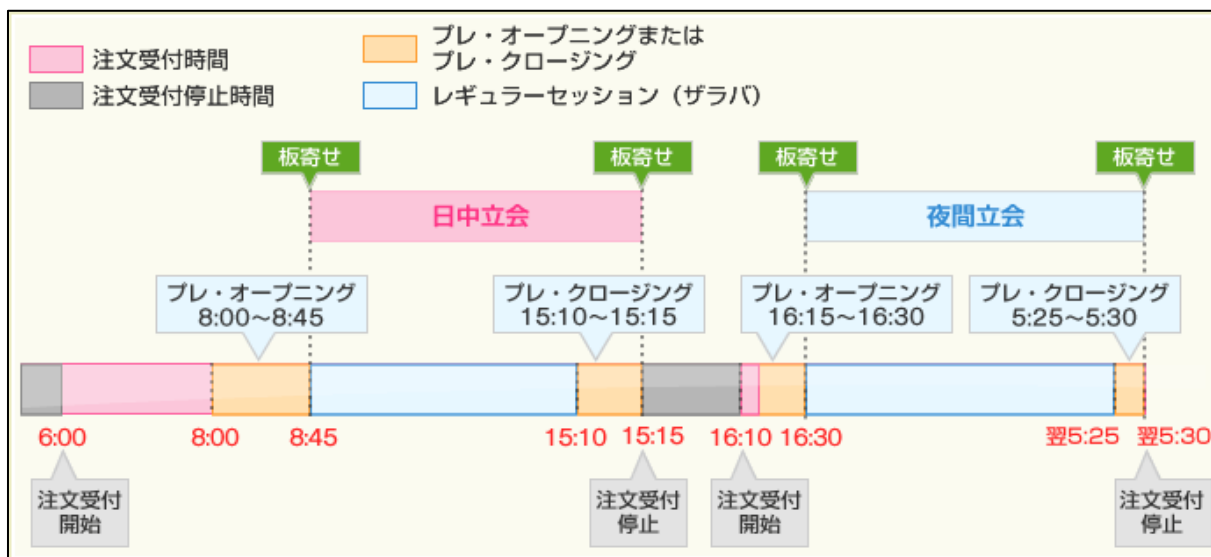 注文受付時間
注文受付停止時間
プレ・オープニングまたは
プレ・クロージング
レギュラーセッション（ザラバ）
板寄せ
板寄せ
板寄せ
板寄せ
日中立会
夜間立会
プレ・オープニング
8:00～8:45
プレ・クロージング
15:10～15:15
プレ・オープニング
16:15～16:30
プレ・クロージング
5:25～5:30
6:00
8:00
8:45
15:10
15:15
16:10
16:30
翌5:25
翌5:30
注文受付
開始
注文受付
停止
注文受付
開始
注文受付
停止